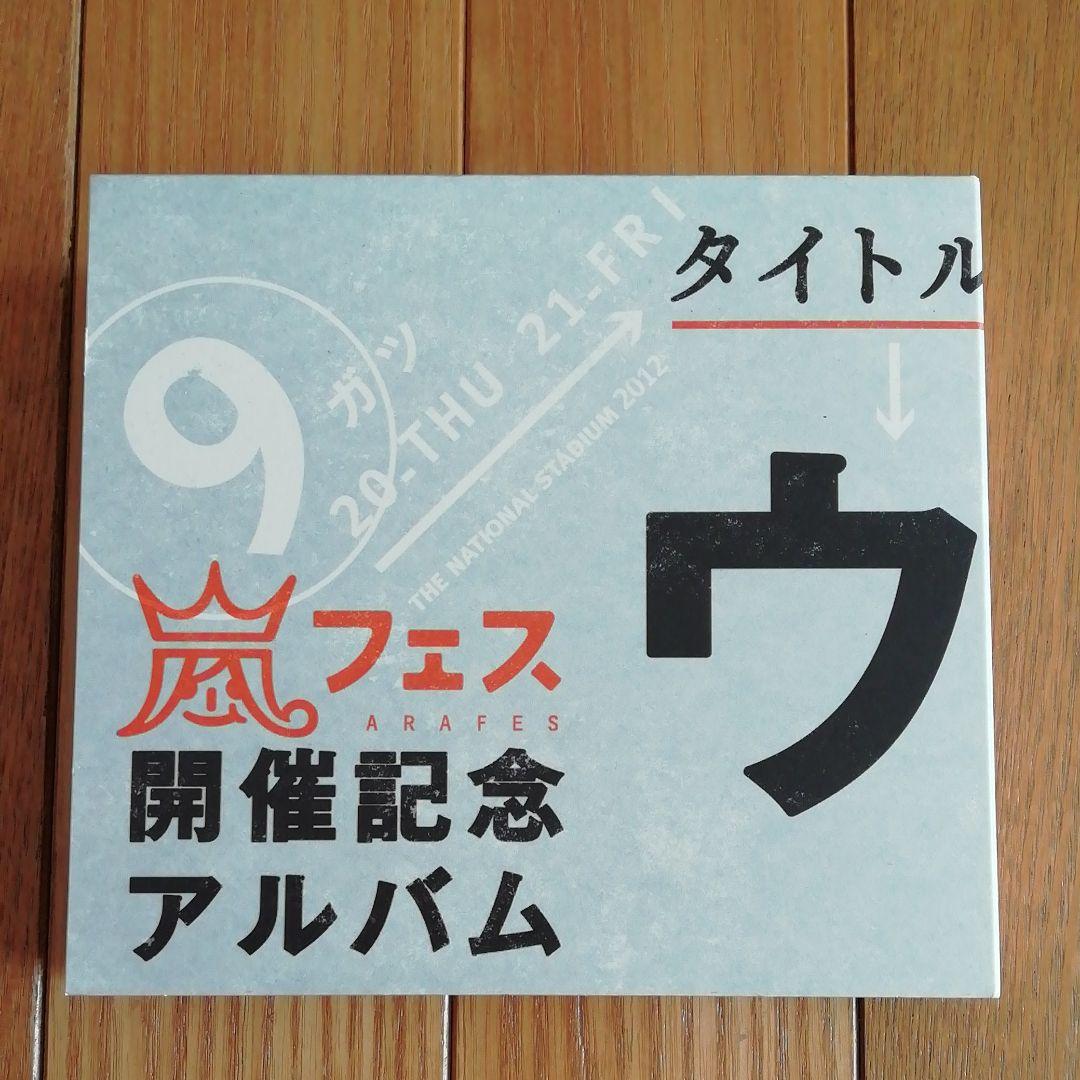 タイトル
ウ
9
ガツ
20-THU 21-FRI
THE NATIONAL STADIUM 2012
嵐フェス
ARAFES
開催記念
アルバム